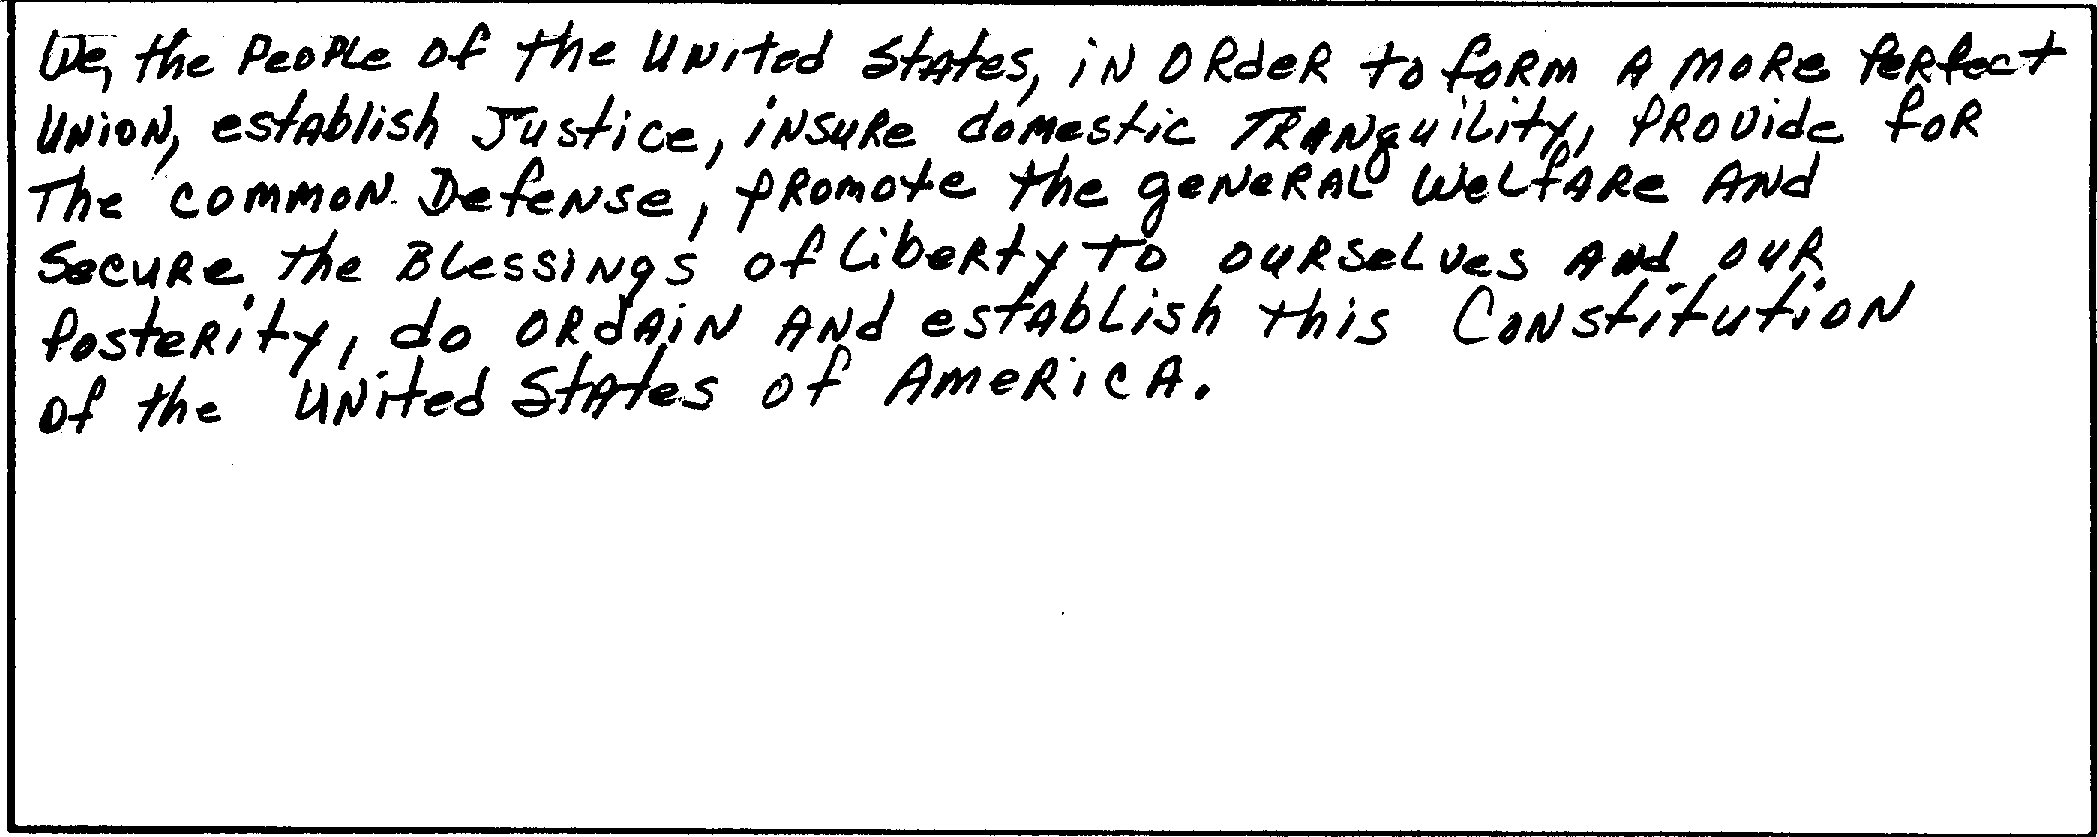 We, the People of the United States, in order to form a more perfect
Union, establish Justice, insure domestic Tranquility, provide for
The common Defense, promote the general Welfare and
Secure the Blessings of Liberty To ourselves and our
posterity, do ordain and establish this Constitution
of the United States of America.